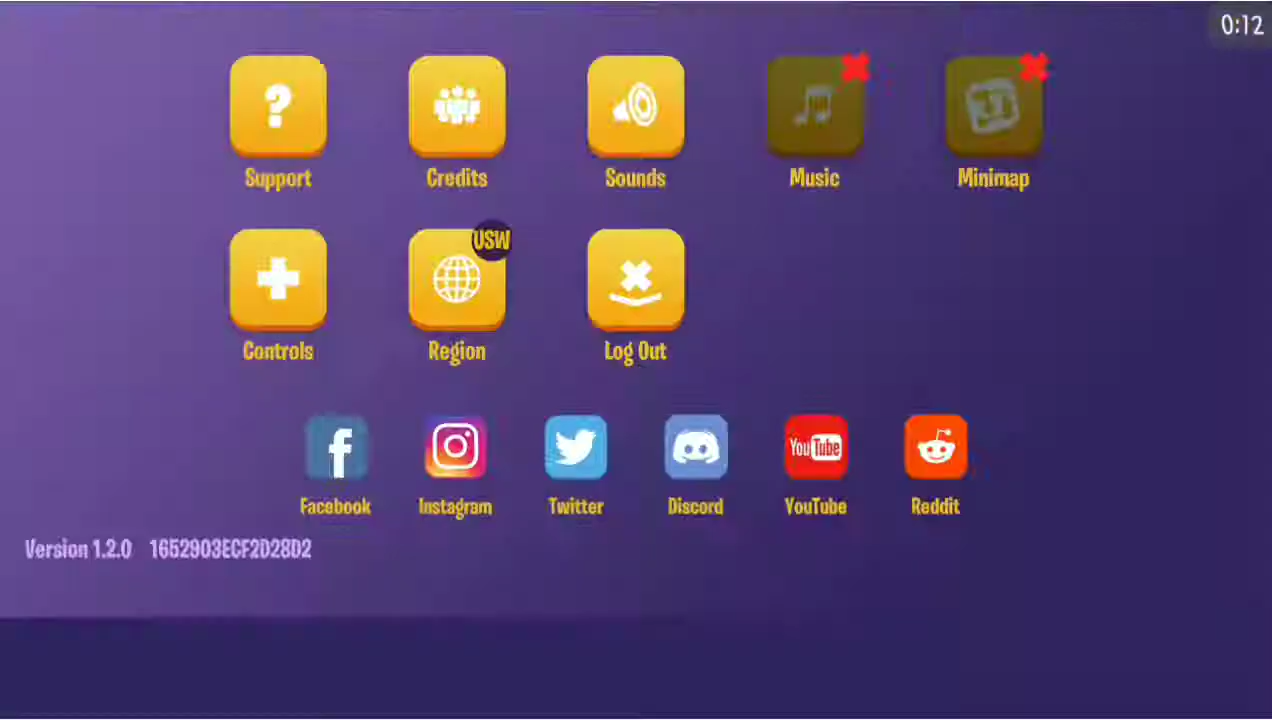 0:12
Support Credits Sounds Music Minimap
USW
Controls Region Log Out
You Tube
Facebook Instagram Twitter Discord YouTube Reddit
Version 1.2.0 1652903ECF2D28D2